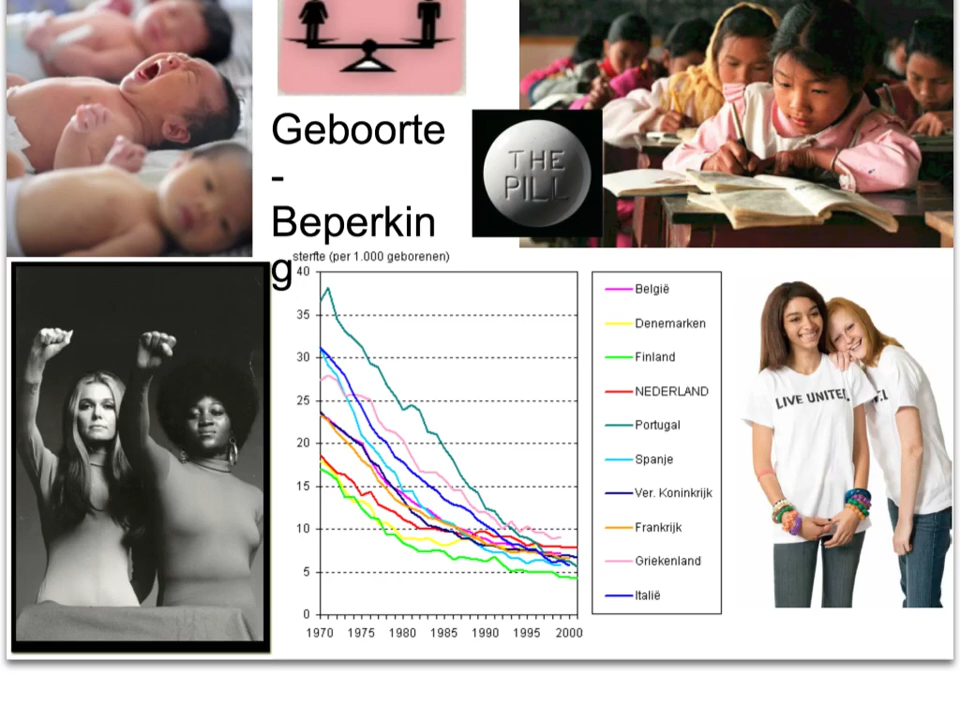 Geboorte
-
Beperkin
g
THE
PILL
sterfte (per 1.000 geborenen)
40
35
30
25
20
15
10
5
0
1970 1975 1980 1985 1990 1995 2000
België
Denemarken
Finland
NEDERLAND
Portugal
Spanje
Ver. Koninkrijk
Frankrijk
Griekenland
Italië
LIVE UNITED